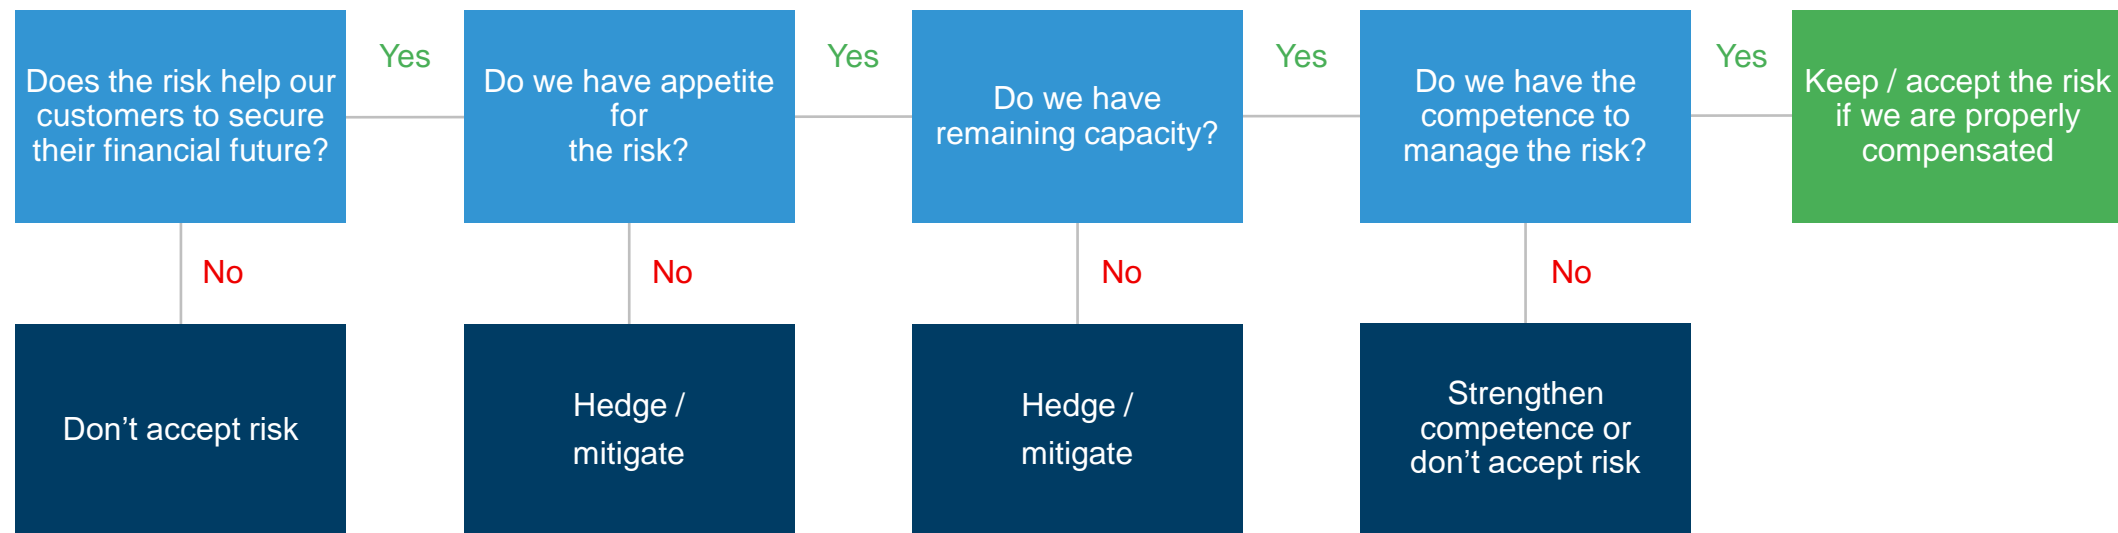 Does the risk help our
customers to secure
their financial future?
Yes
Do we have appetite
for
the risk?
Yes
Do we have
remaining capacity?
Yes
Do we have the
competence to
manage the risk?
Yes
Keep / accept the risk
if we are properly
compensated
No
No
No
No
Don’t accept risk
Hedge /
mitigate
Hedge /
mitigate
Strengthen
competence or
don’t accept risk